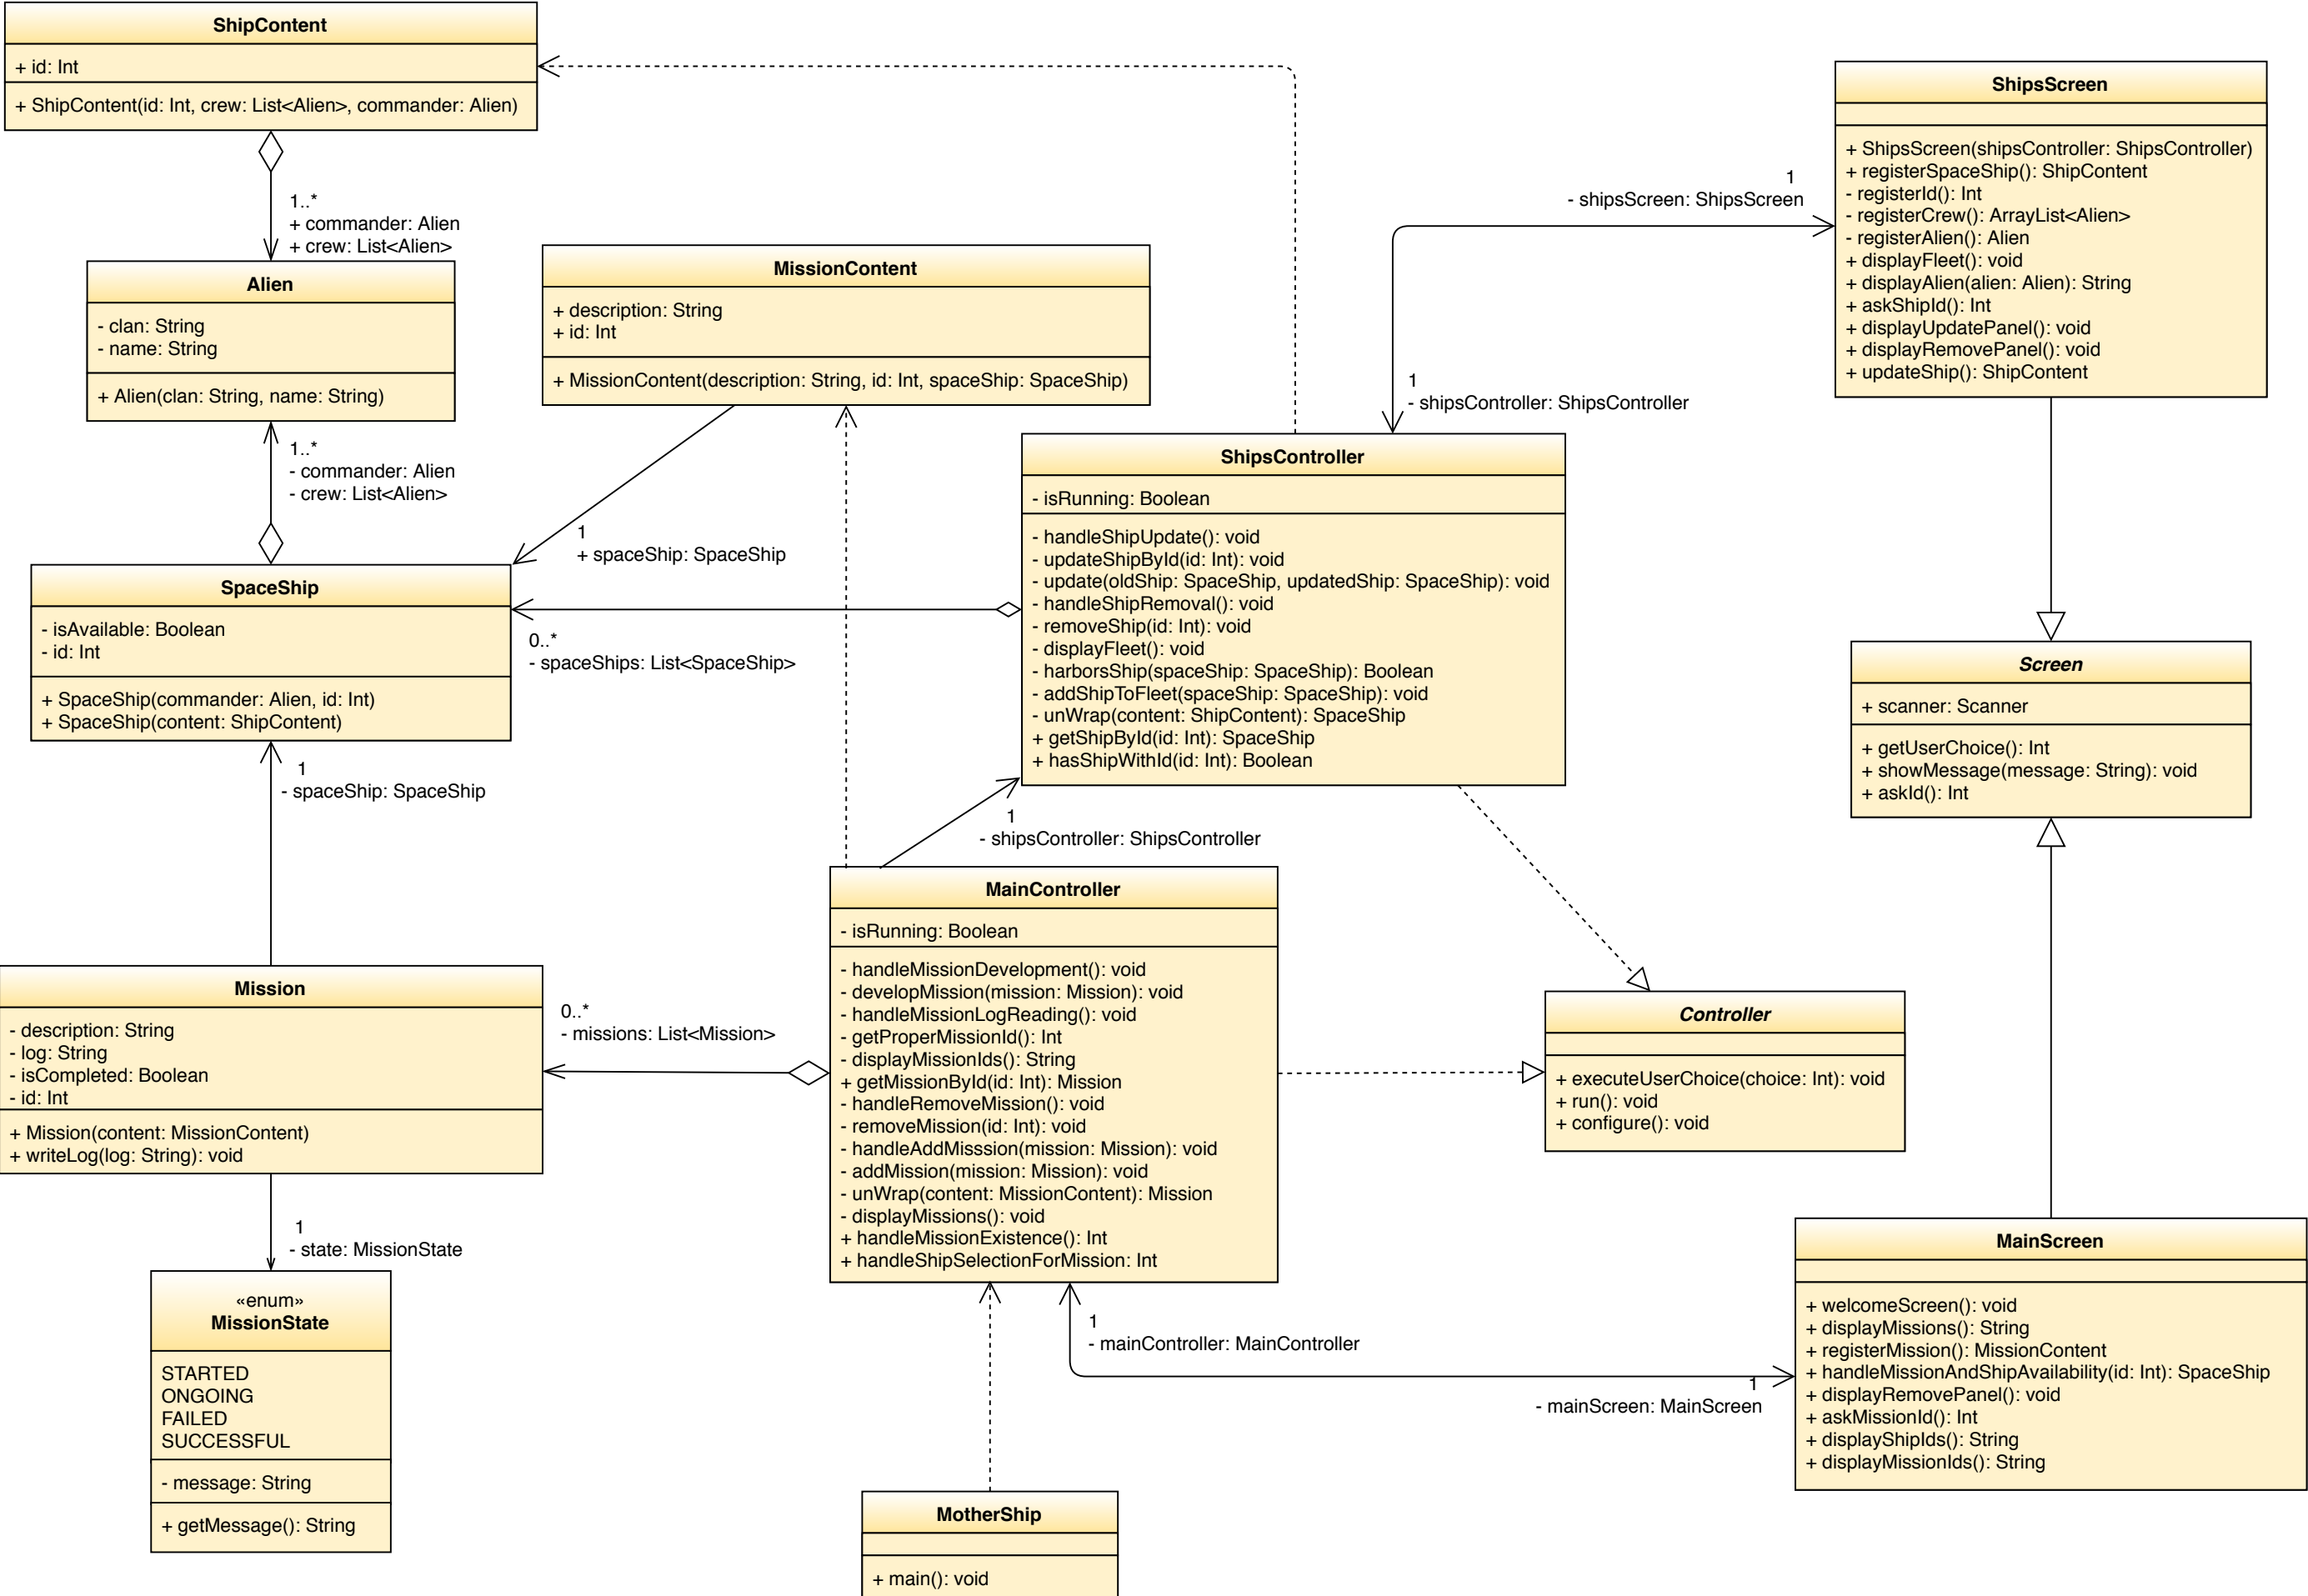 ShipContent
+ id: Int
+ ShipContent(id: Int, crew: List<Alien>, commander: Alien)
1..*
+ commander: Alien
+ crew: List<Alien>
Alien
- clan: String
- name: String
+ Alien(clan: String, name: String)
1..*
- commander: Alien
- crew: List<Alien>
MissionContent
+ description: String
+ id: Int
+ MissionContent(description: String, id: Int, spaceShip: SpaceShip)
1
+ spaceShip: SpaceShip
SpaceShip
- isAvailable: Boolean
- id: Int
+ SpaceShip(commander: Alien, id: Int)
+ SpaceShip(content: ShipContent)
0..*
- spaceShips: List<SpaceShip>
1
- spaceShip: SpaceShip
ShipsScreen
+ ShipsScreen(shipsController: ShipsController)
+ registerSpaceShip(): ShipContent
- registerId(): Int
- registerCrew(): ArrayList<Alien>
- registerAlien(): Alien
+ displayFleet(): void
+ displayAlien(alien: Alien): String
+ askShipId(): Int
+ displayUpdatePanel(): void
+ displayRemovePanel(): void
+ updateShip(): ShipContent
1
- shipsScreen: ShipsScreen
1
- shipsController: ShipsController
ShipsController
- isRunning: Boolean
- handleShipUpdate(): void
- updateShipById(id: Int): void
- update(oldShip: SpaceShip, updatedShip: SpaceShip): void
- handleShipRemoval(): void
- removeShip(id: Int): void
- displayFleet(): void
- harborsShip(spaceShip: SpaceShip): Boolean
- addShipToFleet(spaceShip: SpaceShip): void
- unWrap(content: ShipContent): SpaceShip
+ getShipById(id: Int): SpaceShip
+ hasShipWithId(id: Int): Boolean
Screen
+ scanner: Scanner
+ getUserChoice(): Int
+ showMessage(message: String): void
+ askId(): Int
1
- shipsController: ShipsController
MainController
- isRunning: Boolean
- handleMissionDevelopment(): void
- developMission(mission: Mission): void
- handleMissionLogReading(): void
- getProperMissionId(): Int
- displayMissionIds(): String
+ getMissionById(id: Int): Mission
- handleRemoveMission(): void
- removeMission(id: Int): void
- handleAddMisssion(mission: Mission): void
- addMission(mission: Mission): void
- unWrap(content: MissionContent): Mission
- displayMissions(): void
+ handleMissionExistence(): Int
+ handleShipSelectionForMission: Int
Mission
- description: String
- log: String
- isCompleted: Boolean
- id: Int
+ Mission(content: MissionContent)
+ writeLog(log: String): void
0..*
- missions: List<Mission>
Controller
+ executeUserChoice(choice: Int): void
+ run(): void
+ configure(): void
1
- state: MissionState
«enum»
MissionState
STARTED
ONGOING
FAILED
SUCCESSFUL
- message: String
+ getMessage(): String
1
- mainController: MainController
1
- mainScreen: MainScreen
MainScreen
+ welcomeScreen(): void
+ displayMissions(): String
+ registerMission(): MissionContent
+ handleMissionAndShipAvailability(id: Int): SpaceShip
+ displayRemovePanel(): void
+ askMissionId(): Int
+ displayShipIds(): String
+ displayMissionIds(): String
MotherShip
+ main(): void